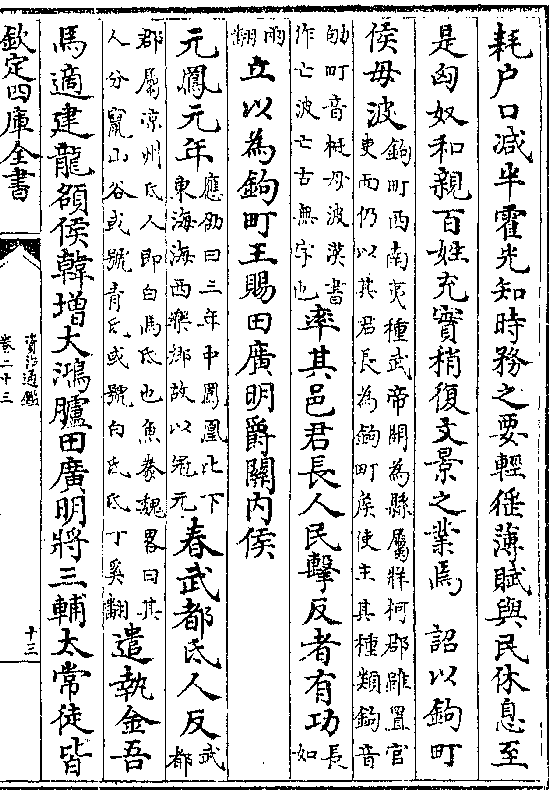 耗戶口減半霍光知時務之要輕徭薄賦與民休息至
是匈奴和親百姓充實稍復文景之業焉　詔以鉤町
侯毋波鉤町西南夷種武帝開為縣屬牂柯郡雖置官
吏而仍以其君長為鉤町侯使主其種類鉤音
劬町音梃毋波漢書
作亡波亡古無字也率其邑君長人民擊反者有功長
如
兩
翻立以為鉤町王賜田廣明爵關内侯
元鳳元年應劭曰三年中鳳凰比下
東海海西樂鄉故以冠元春武都氐人反武
都
郡屬涼州氐人即白馬氐也魚豢魏畧曰其
人分竄山谷或號青氐或號白氐氐丁奚翻遣執金吾
馬適建龍頟侯韓增大鴻臚田廣明將三輔太常徒皆
欽定四庫全書
資治通鑑
卷二十三
十三